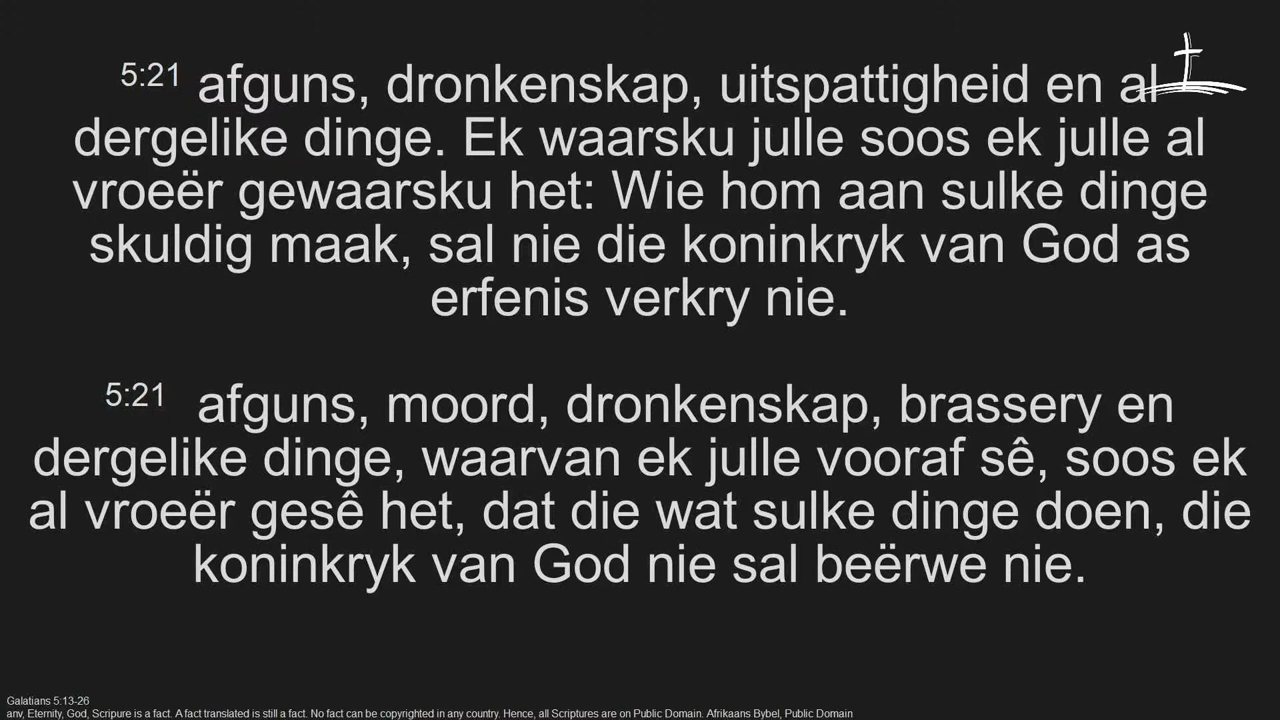 5:21 afguns, dronkenskap, uitspattigheid en al
dergelike dinge. Ek waarsku julle soos ek julle al
vroeër gewaarsku het: Wie hom aan sulke dinge
skuldig maak, sal nie die koninkryk van God as
erfenis verkry nie.
5:21 afguns, moord, dronkenskap, brassery en
dergelike dinge, waarvan ek julle vooraf sê, soos ek
al vroeër gesê het, dat die wat sulke dinge doen, die
koninkryk van God nie sal beërwe nie.
Galatians 5:13-26
anv, Eternity, God, Scripure is a fact. A fact translated is still a fact. No fact can be copyrighted in any country. Hence, all Scriptures are on Public Domain. Afrikaans Bybel, Public Domain